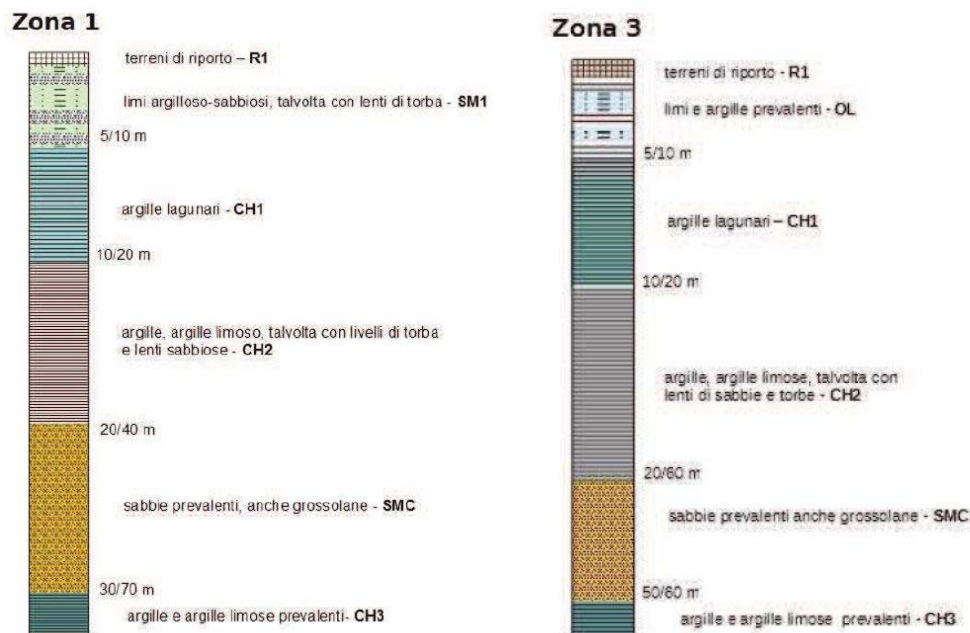 Zona 1
terreni di riporto – R1
limi argilloso-sabbiosi, talvolta con lenti di torba - SM1
5/10 m
argille lagunari - CH1
10/20 m
argille, argille limoso, talvolta con livelli di torba
e lenti sabbiose - CH2
20/40 m
sabbie prevalenti, anche grossolane - SMC
30/70 m
argille e argille limose prevalenti- CH3
Zona 3
terreni di riporto - R1
limi e argille prevalenti - OL
5/10 m
argille lagunari – CH1
10/20 m
argille, argille limose, talvolta con
lenti di sabbie e torbe - CH2
20/60 m
sabbie prevalenti anche grossolane - SMC
50/60 m
argille e argille limose prevalenti - CH3